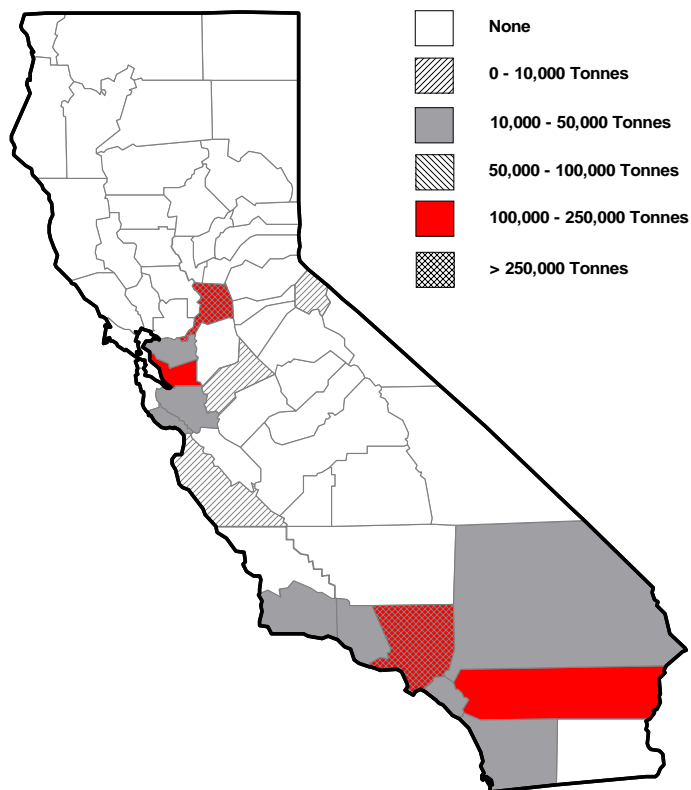 None
0 - 10,000 Tonnes
10,000 - 50,000 Tonnes
50,000 - 100,000 Tonnes
100,000 - 250,000 Tonnes
> 250,000 Tonnes